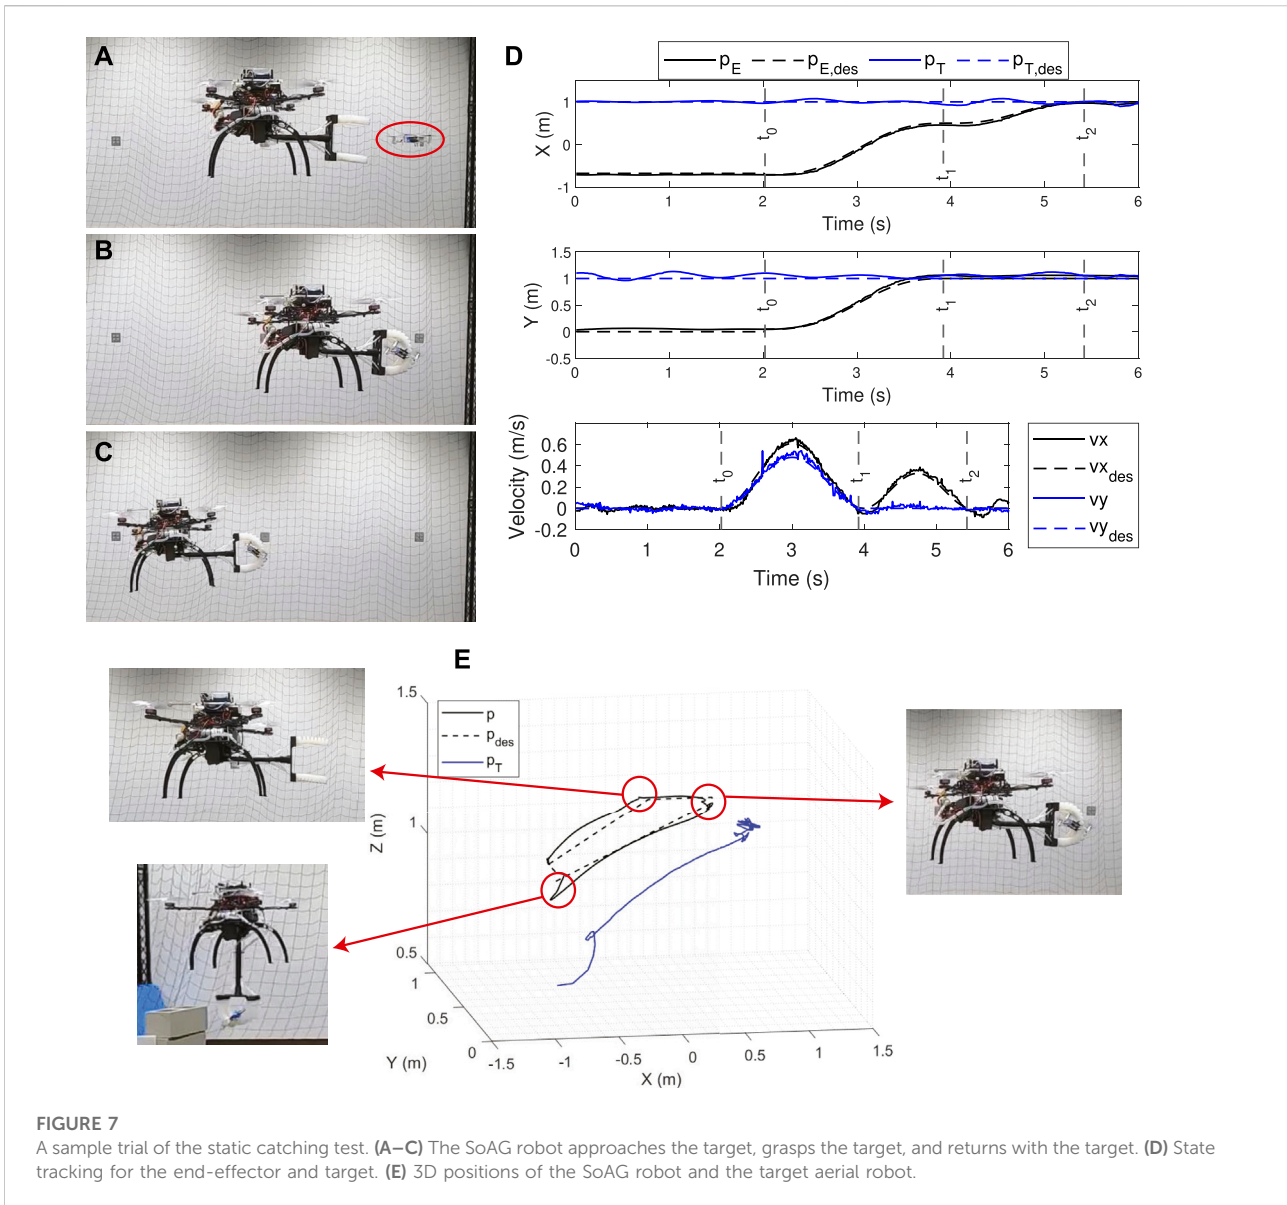 A
B
C
D
p_E p_E,des p_T p_T,des
X (m)
1
0
-1
t_0
t_1
t_2
0 1 2 3 4 5 6
Time (s)
Y (m)
1.5
1
0.5
0
-0.5
t_0
t_1
t_2
0 1 2 3 4 5 6
Time (s)
Velocity (m/s)
0.6
0.4
0.2
0
-0.2
t_0
t_1
t_2
0 1 2 3 4 5 6
Time (s)
vx
vx_des
vy
vy_des
E
p
p_des
p_T
Z (m)
1.5
1
0.5
Y (m)
1
0.5
0
-1.5 -1 -0.5 0 0.5 1 1.5
X (m)
FIGURE 7
A sample trial of the static catching test. (A–C) The SoAG robot approaches the target, grasps the target, and returns with the target. (D) State
tracking for the end-effector and target. (E) 3D positions of the SoAG robot and the target aerial robot.